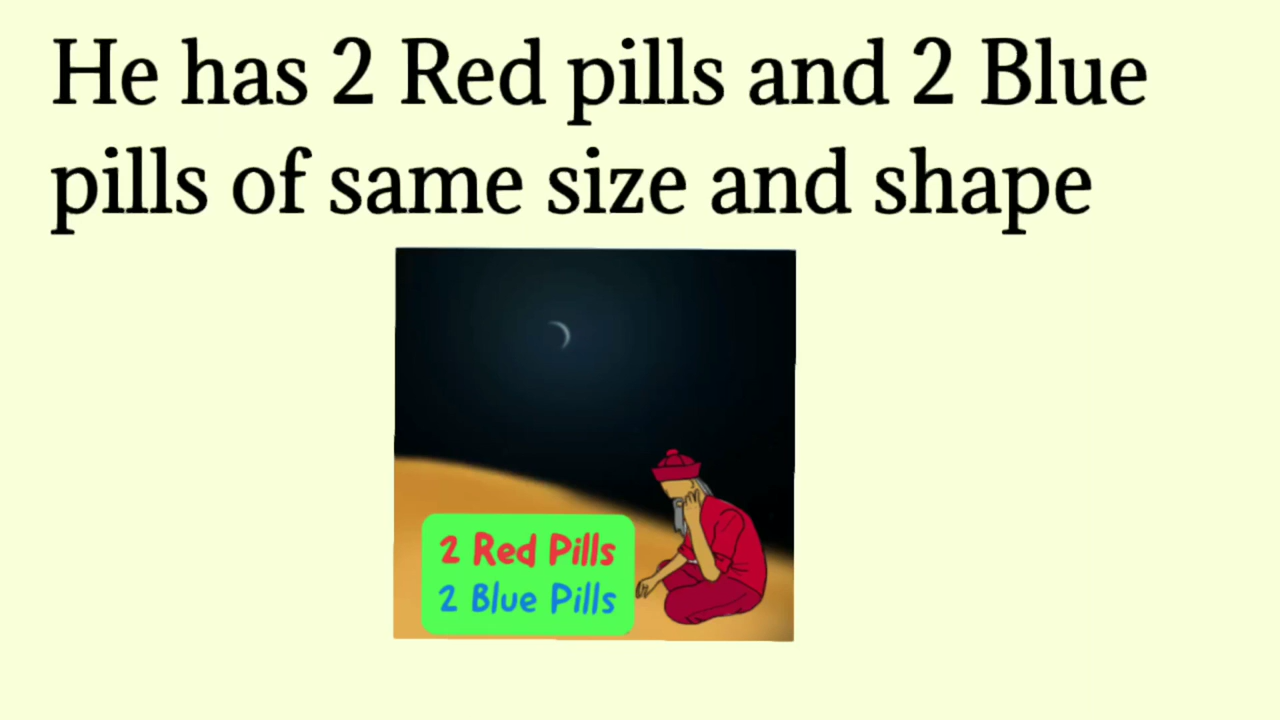 He has 2 Red pills and 2 Blue
pills of same size and shape
2 Red Pills
2 Blue Pills